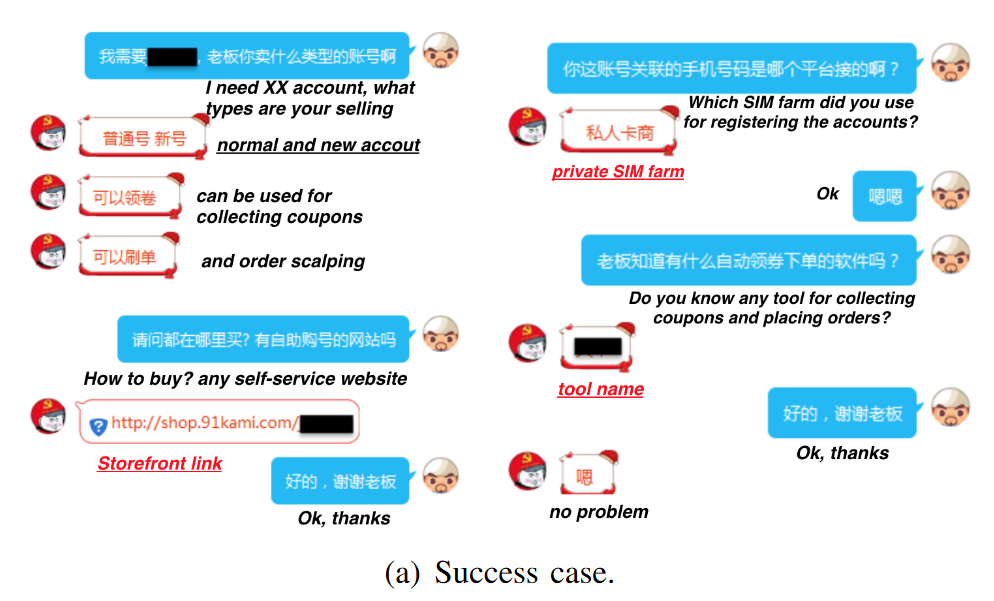 我需要 ，老板你卖什么类型的账号啊
I need XX account, what
types are your selling
普通号 新号
normal and new accout
可以领卷
can be used for
collecting coupons
可以刷单
and order scalping
请问都在哪里买? 有自助购号的网站吗
How to buy? any self-service website
http://shop.91kami.com/
Storefront link
好的，谢谢老板
Ok, thanks
你这账号关联的手机号码是哪个平台接的啊？
Which SIM farm did you use
for registering the accounts?
私人卡商
private SIM farm
嗯嗯
Ok
老板知道有什么自动领券下单的软件吗？
Do you know any tool for collecting
coupons and placing orders?
tool name
好的，谢谢老板
Ok, thanks
嗯
no problem
(a) Success case.